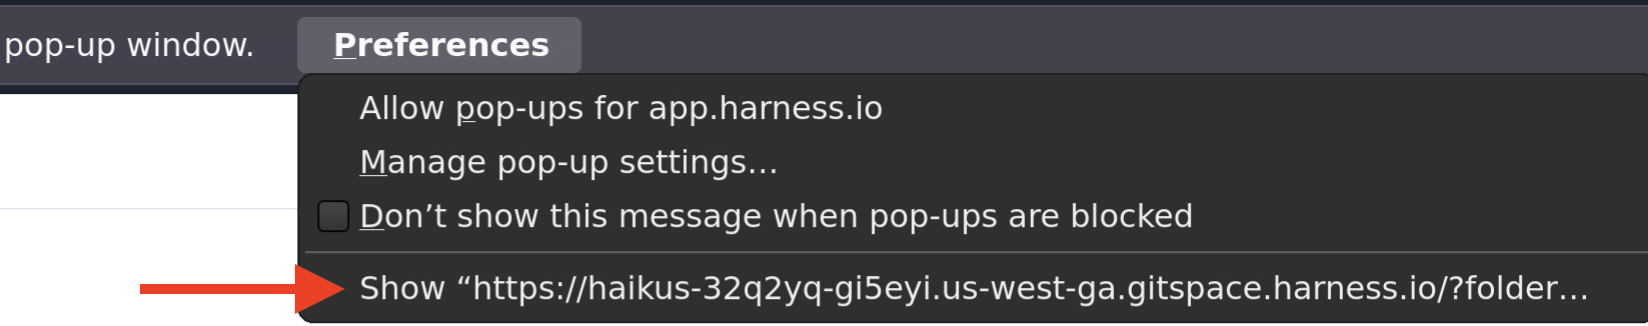 pop-up window. Preferences
Allow pop-ups for app.harness.io
Manage pop-up settings…
Don’t show this message when pop-ups are blocked
Show “https://haikus-32q2yq-gi5eyi.us-west-ga.gitspace.harness.io/?folder…